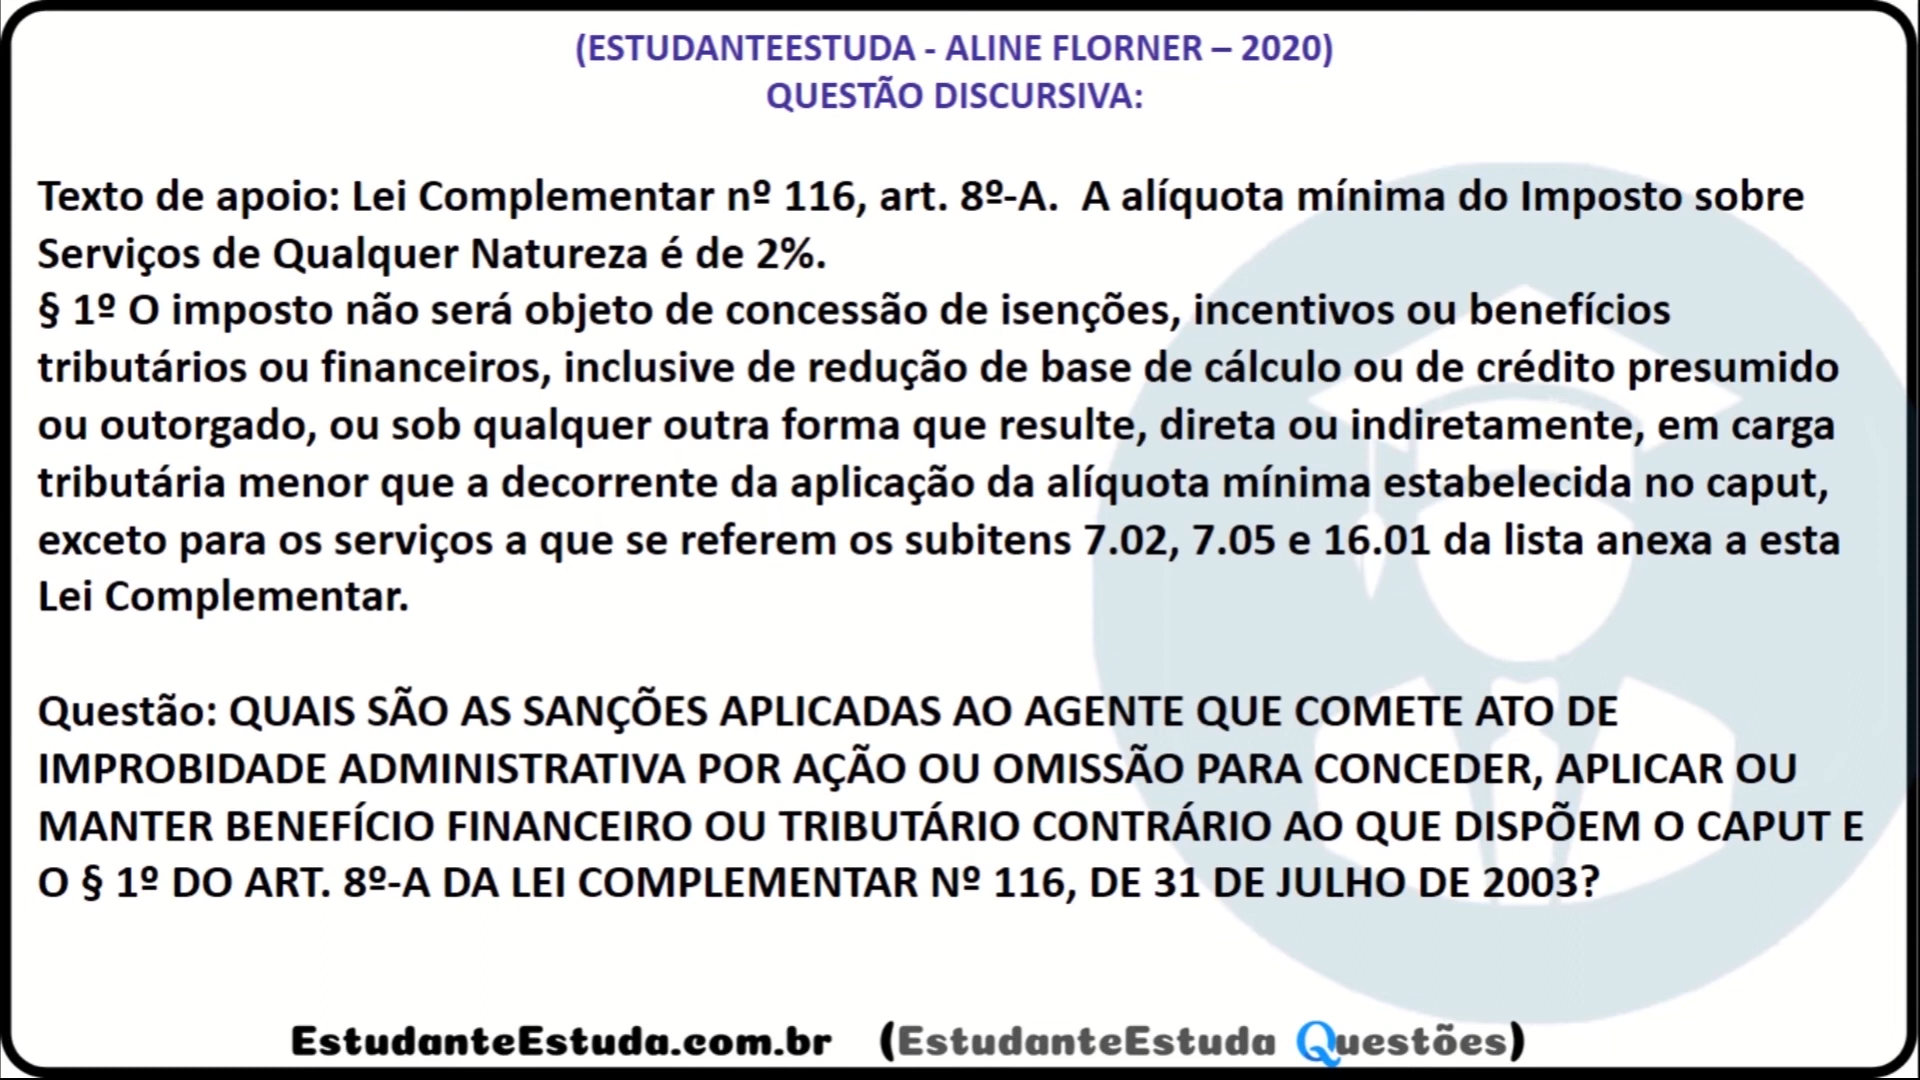 (ESTUDANTEESTUDA - ALINE FLORNER – 2020)
QUESTÃO DISCURSIVA:
Texto de apoio: Lei Complementar nº 116, art. 8º-A.  A alíquota mínima do Imposto sobre
Serviços de Qualquer Natureza é de 2%.
§ 1º O imposto não será objeto de concessão de isenções, incentivos ou benefícios
tributários ou financeiros, inclusive de redução de base de cálculo ou de crédito presumido
ou outorgado, ou sob qualquer outra forma que resulte, direta ou indiretamente, em carga
tributária menor que a decorrente da aplicação da alíquota mínima estabelecida no caput,
exceto para os serviços a que se referem os subitens 7.02, 7.05 e 16.01 da lista anexa a esta
Lei Complementar.
Questão: QUAIS SÃO AS SANÇÕES APLICADAS AO AGENTE QUE COMETE ATO DE
IMPROBIDADE ADMINISTRATIVA POR AÇÃO OU OMISSÃO PARA CONCEDER, APLICAR OU
MANTER BENEFÍCIO FINANCEIRO OU TRIBUTÁRIO CONTRÁRIO AO QUE DISPÕEM O CAPUT E
O § 1º DO ART. 8º-A DA LEI COMPLEMENTAR Nº 116, DE 31 DE JULHO DE 2003?
EstudanteEstuda.com.br (EstudanteEstuda Questões)